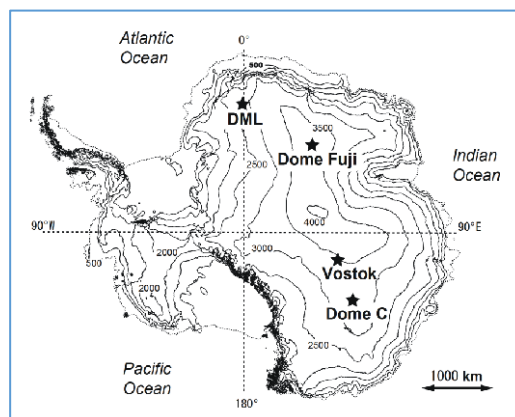 Atlantic
Ocean
0°
500
DML
3500
Dome Fuji
2500
Indian
Ocean
4000
90°W
90°E
500
2000
3000
2000
Vostok
Dome C
2500
Pacific
Ocean
1000 km
180°